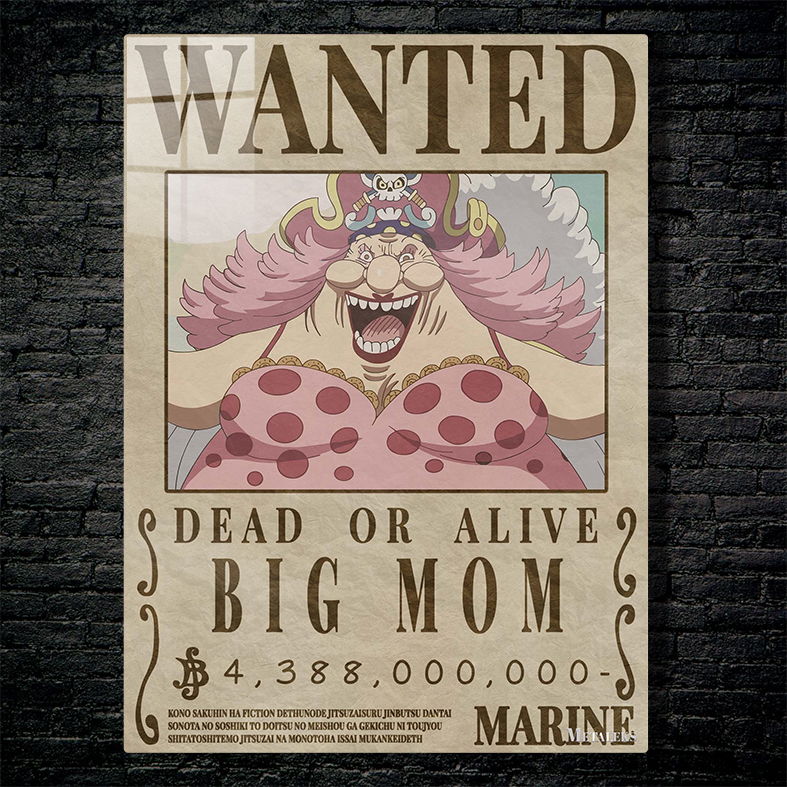 WANTED
DEAD OR ALIVE
BIG MOM
4,388,000,000-
KONO SAKUHIN HA FICTION DETHUNODE JITSUZAISURU JINBUTSU DANTAI
SONOTA NO SOSHIKI TO DOITSU NO MEISHOU GA GEKICHU NI TOUJYOU
SHITATOSHITEMO JITSUZAI NA MONOTOHA ISSAI MUKANKEIDETH
MARINE
METALEKS